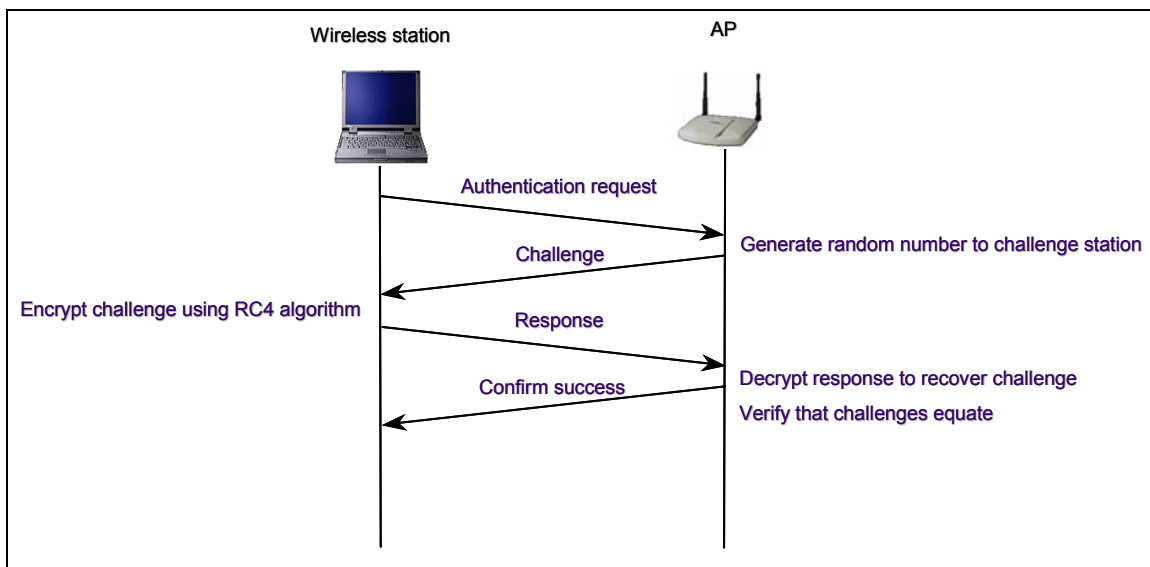 Wireless station
AP
Authentication request
Generate random number to challenge station
Challenge
Encrypt challenge using RC4 algorithm
Response
Decrypt response to recover challenge
Confirm success
Verify that challenges equate